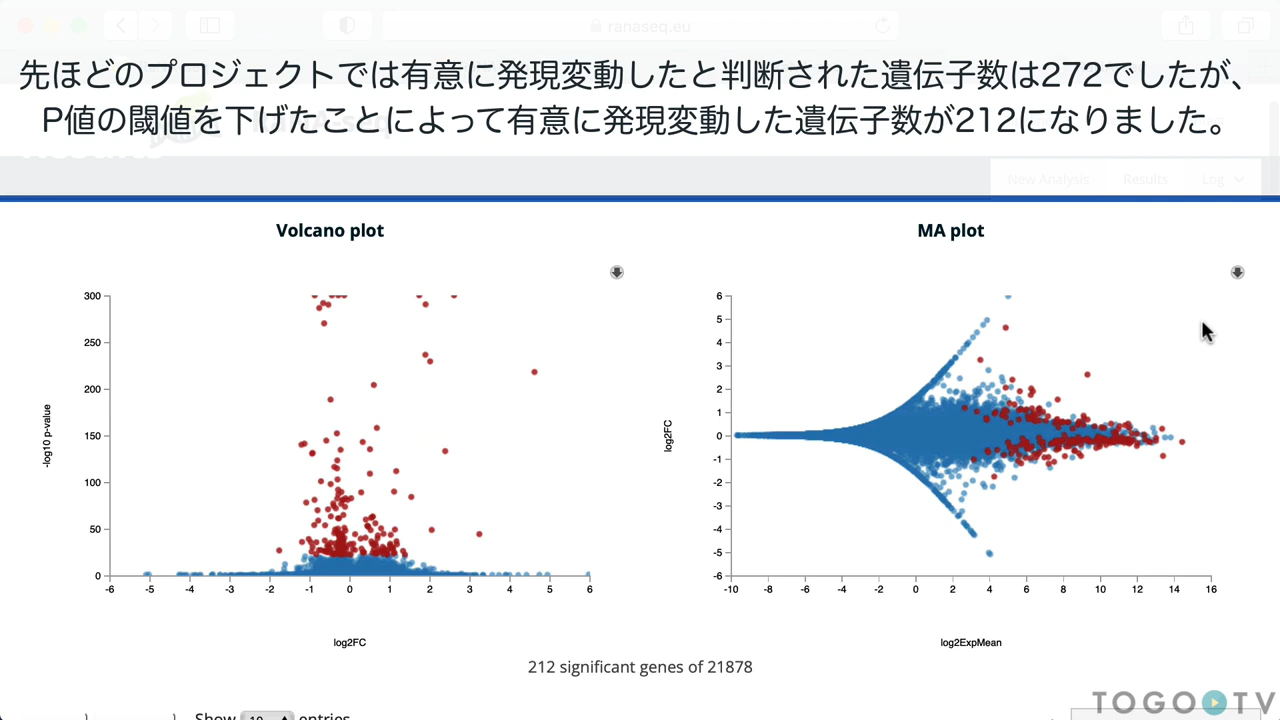 ranaseq.eu
先ほどのプロジェクトでは有意に発現変動したと判断された遺伝子数は272でしたが、
P値の閾値を下げたことによって有意に発現変動した遺伝子数が212になりました。
New Analysis Results Log
Volcano plot
MA plot
300
250
200
150
100
50
0
-log10 p-value
-6 -5 -4 -3 -2 -1 0 1 2 3 4 5 6
log2FC
6
5
4
3
2
1
0
-1
-2
-3
-4
-5
-6
log2FC
-10 -8 -6 -4 -2 0 2 4 6 8 10 12 14 16
log2ExpMean
212 significant genes of 21878
Show 10 entries
TOGO TV